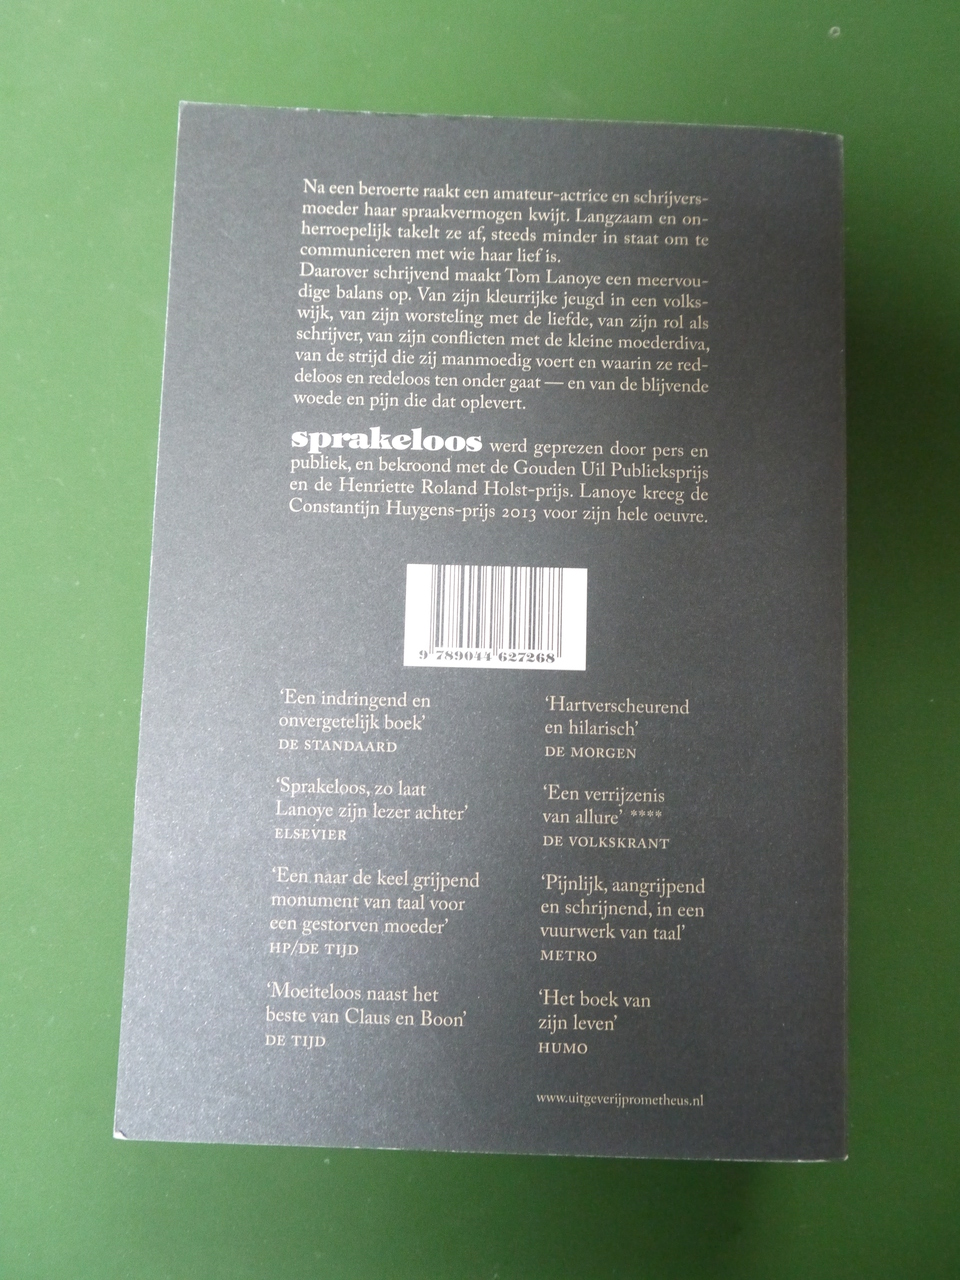 Na een beroerte raakt een amateur-actrice en schrijvers-
moeder haar spraakvermogen kwijt. Langzaam en on-
herroepelijk takelt ze af, steeds minder in staat om te
communiceren met wie haar lief is.
Daarover schrijvend maakt Tom Lanoye een meervou-
dige balans op. Van zijn kleurrijke jeugd in een volks-
wijk, van zijn worsteling met de liefde, van zijn rol als
schrijver, van zijn conflicten met de kleine moederdiva,
van de strijd die zij manmoedig voert en waarin ze red-
deloos en redeloos ten onder gaat — en van de blijvende
woede en pijn die dat oplevert.
sprakeloos werd geprezen door pers en
publiek, en bekroond met de Gouden Uil Publieksprijs
en de Henriette Roland Holst-prijs. Lanoye kreeg de
Constantijn Huygens-prijs 2013 voor zijn hele oeuvre.
9 789044 627268
'Een indringend en
onvergetelijk boek'
DE STANDAARD
'Sprakeloos, zo laat
Lanoye zijn lezer achter'
ELSEVIER
'Een naar de keel grijpend
monument van taal voor
een gestorven moeder'
HP/DE TIJD
'Moeiteloos naast het
beste van Claus en Boon'
DE TIJD
'Hartverscheurend
en hilarisch'
DE MORGEN
'Een verrijzenis
van allure' ****
DE VOLKSKRANT
'Pijnlijk, aangrijpend
en schrijnend, in een
vuurwerk van taal'
METRO
'Het boek van
zijn leven'
HUMO
www.uitgeverijprometheus.nl